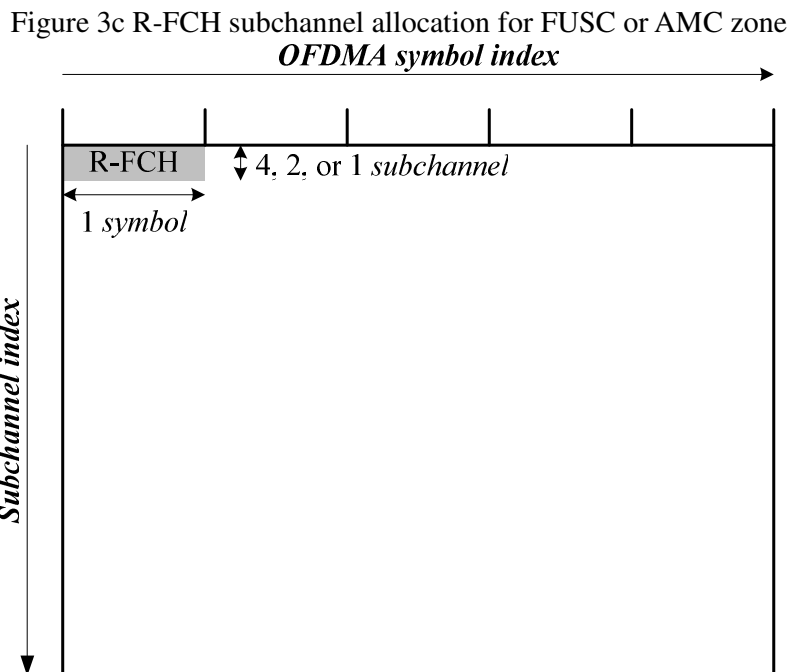 Figure 3c R-FCH subchannel allocation for FUSC or AMC zone
OFDMA symbol index
R-FCH
4, 2, or 1 subchannel
1 symbol
Subchannel index